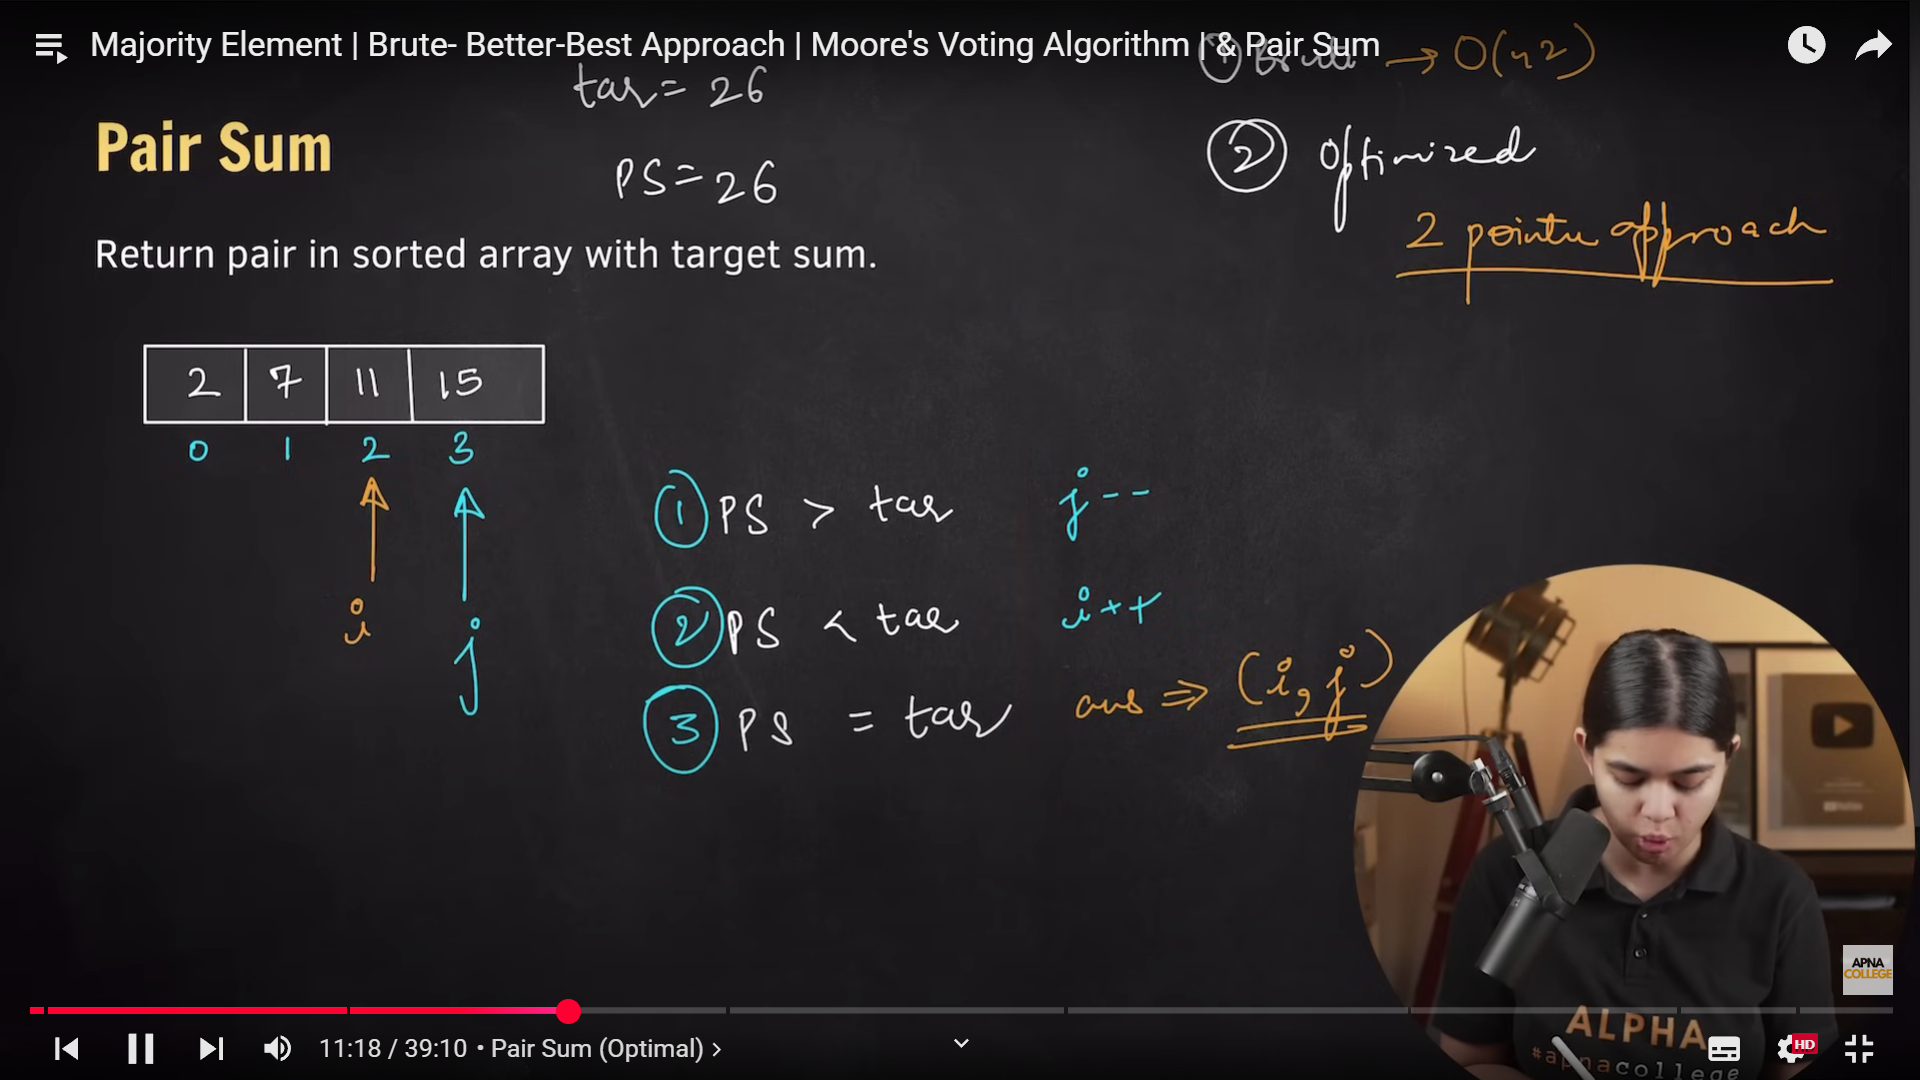 Majority Element | Brute- Better-Best Approach | Moore's Voting Algorithm | & Pair Sum
① Brute → O(n2)
tar = 26
Pair Sum
② Optimized
PS = 26
2 pointer approach
Return pair in sorted array with target sum.
2 7 11 15
0 1 2 3
① PS > tar j--
i j
② PS < tar i++
③ PS = tar ans ⇒ (i, j)
APNA
COLLEGE
ALPHA
#apnacollege
11:18 / 39:10 • Pair Sum (Optimal) >
HD